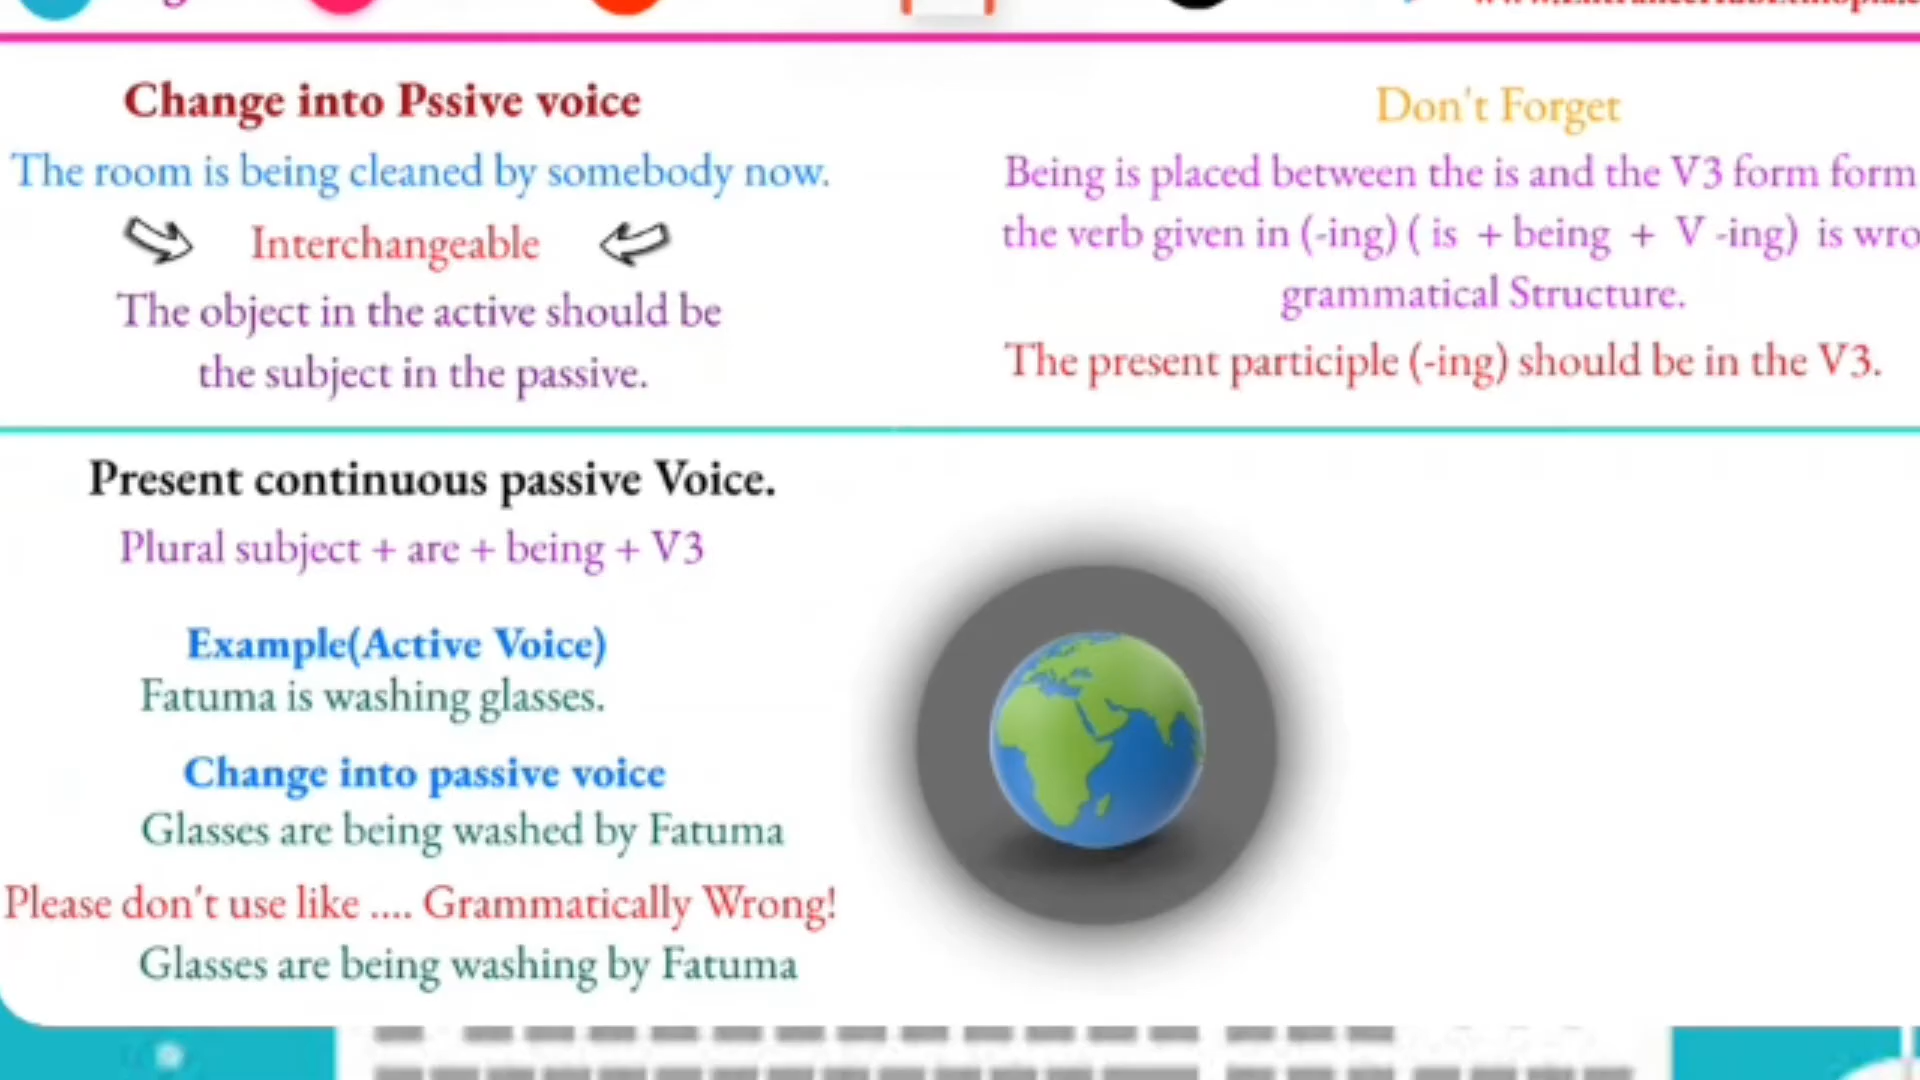 Change into Pssive voice
The room is being cleaned by somebody now.
Interchangeable
The object in the active should be
the subject in the passive.
Don't Forget
Being is placed between the is and the V3 form form
the verb given in (-ing) ( is + being + V -ing) is wro
grammatical Structure.
The present participle (-ing) should be in the V3.
Present continuous passive Voice.
Plural subject + are + being + V3
Example(Active Voice)
Fatuma is washing glasses.
Change into passive voice
Glasses are being washed by Fatuma
Please don't use like .... Grammatically Wrong!
Glasses are being washing by Fatuma